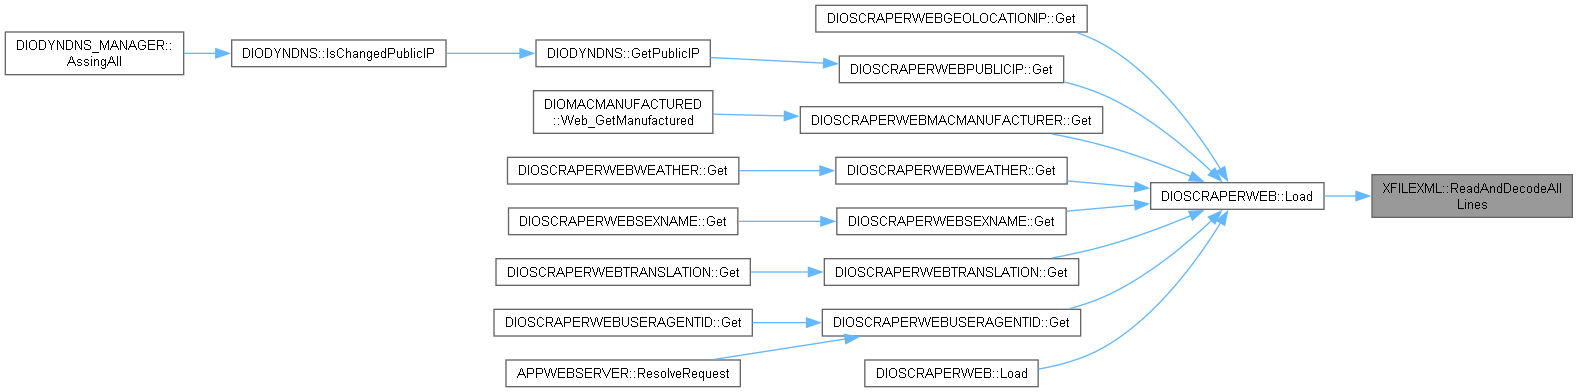 DIODYNDNS_MANAGER::
AssingAll
DIODYNDNS::IsChangedPublicIP
DIODYNDNS::GetPublicIP
DIOSCRAPERWEBGEOLOCATIONIP::Get
DIOSCRAPERWEBPUBLICIP::Get
DIOMACMANUFACTURED
::Web_GetManufactured
DIOSCRAPERWEBMACMANUFACTURER::Get
DIOSCRAPERWEBWEATHER::Get
DIOSCRAPERWEBWEATHER::Get
DIOSCRAPERWEB::Load
XFILEXML::ReadAndDecodeAll
Lines
DIOSCRAPERWEBSEXNAME::Get
DIOSCRAPERWEBSEXNAME::Get
DIOSCRAPERWEBTRANSLATION::Get
DIOSCRAPERWEBTRANSLATION::Get
DIOSCRAPERWEBUSERAGENTID::Get
DIOSCRAPERWEBUSERAGENTID::Get
APPWEBSERVER::ResolveRequest
DIOSCRAPERWEB::Load